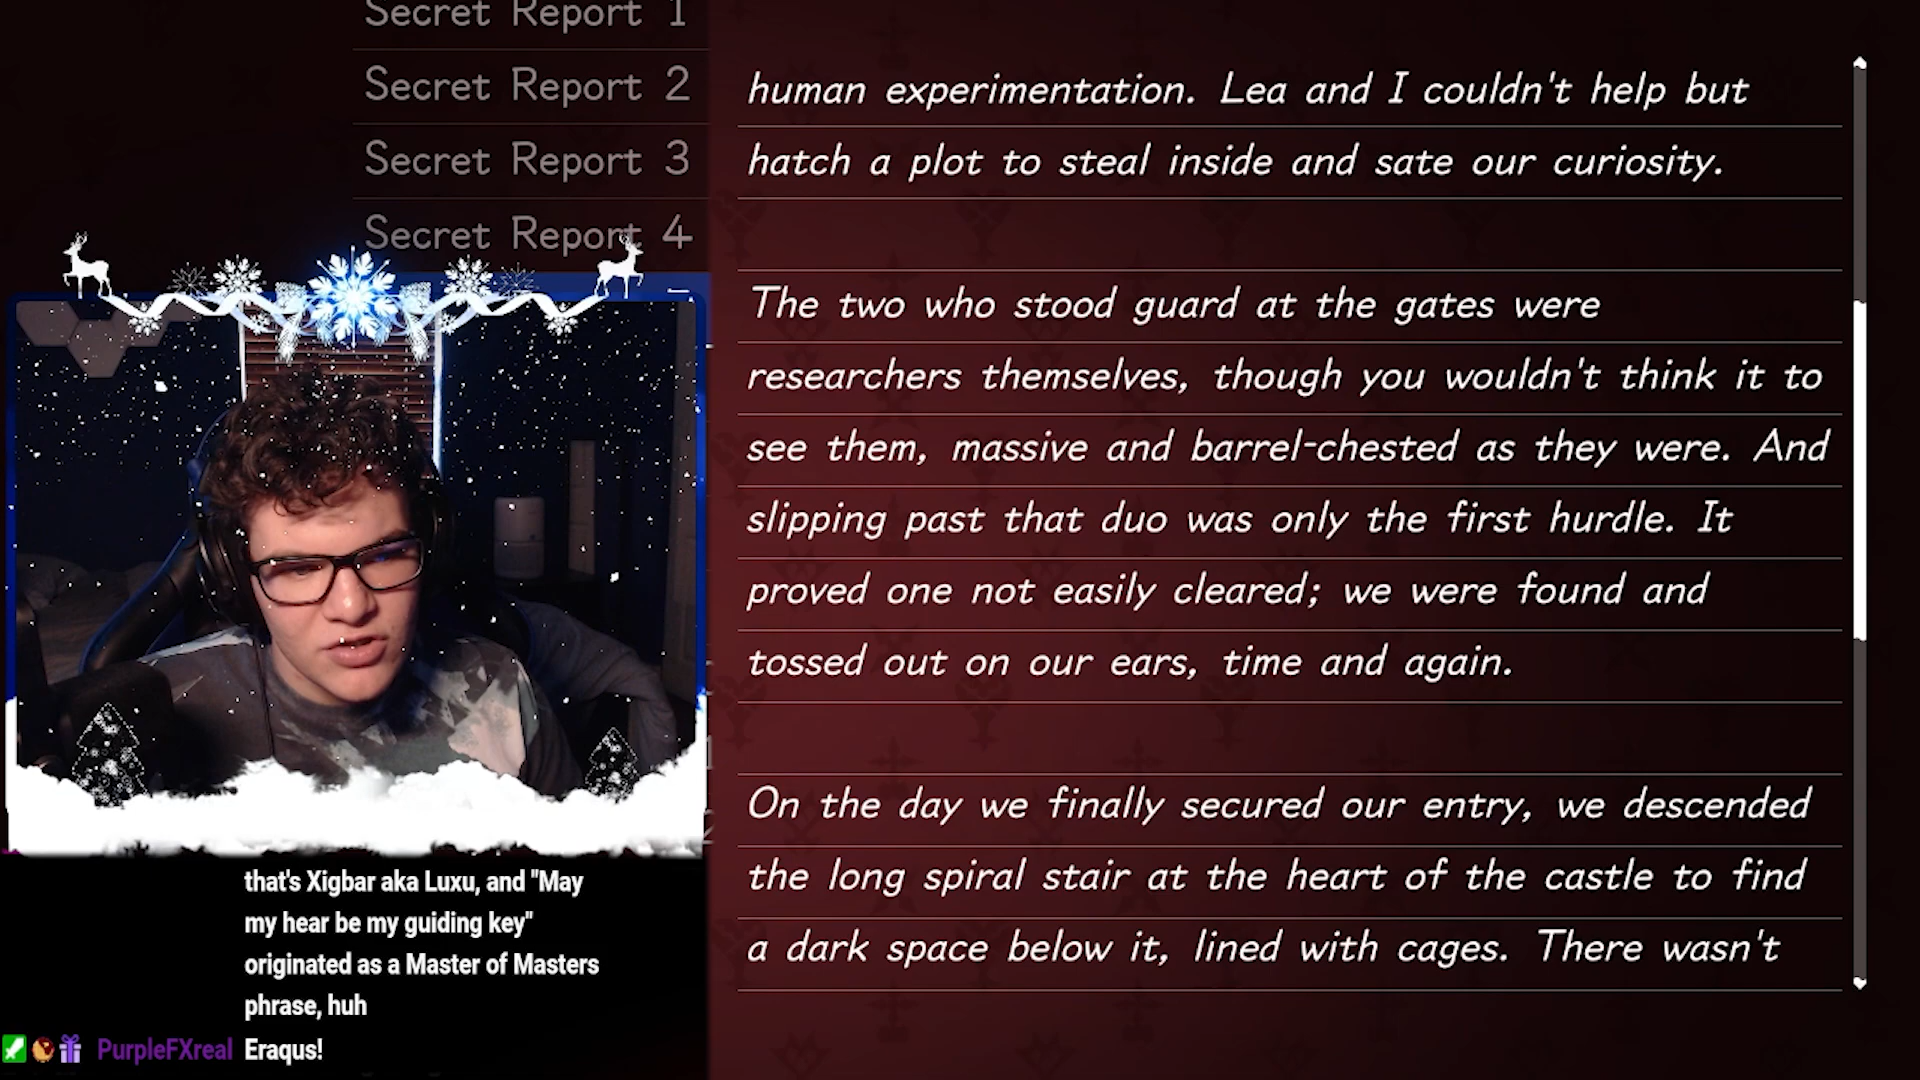 Secret Report 1
Secret Report 2
Secret Report 3
Secret Report 4
human experimentation. Lea and I couldn't help but
hatch a plot to steal inside and sate our curiosity.
The two who stood guard at the gates were
researchers themselves, though you wouldn't think it to
see them, massive and barrel-chested as they were. And
slipping past that duo was only the first hurdle. It
proved one not easily cleared; we were found and
tossed out on our ears, time and again.
On the day we finally secured our entry, we descended
the long spiral stair at the heart of the castle to find
a dark space below it, lined with cages. There wasn't
that's Xigbar aka Luxu, and "May
my hear be my guiding key"
originated as a Master of Masters
phrase, huh
PurpleFXreal Eraqus!